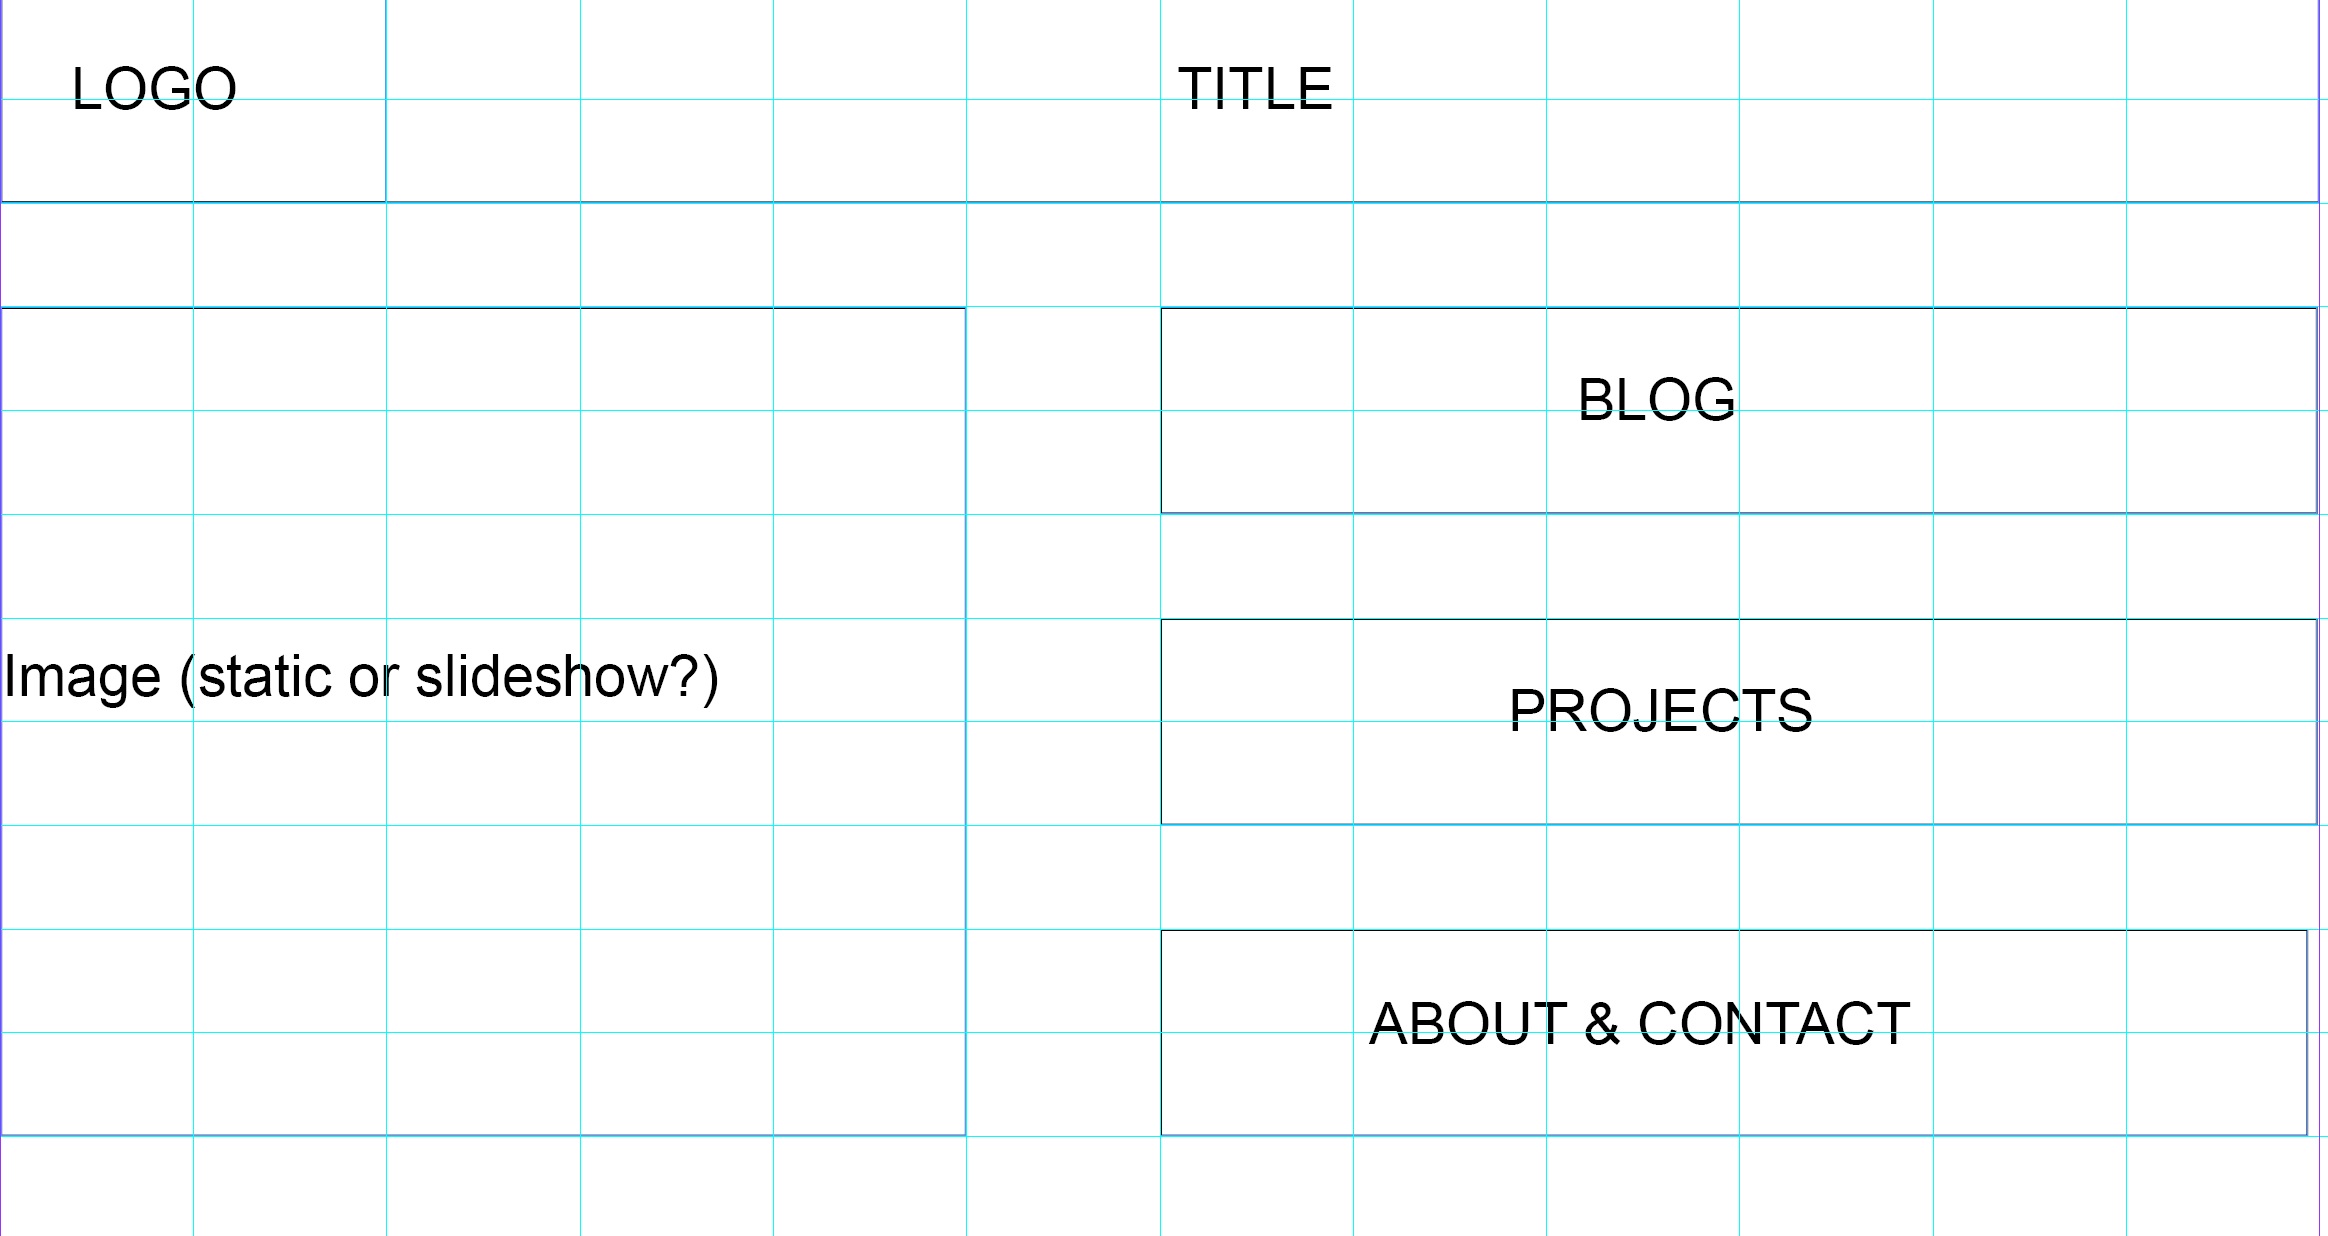 LOGO
TITLE
BLOG
Image (static or slideshow?)
PROJECTS
ABOUT & CONTACT